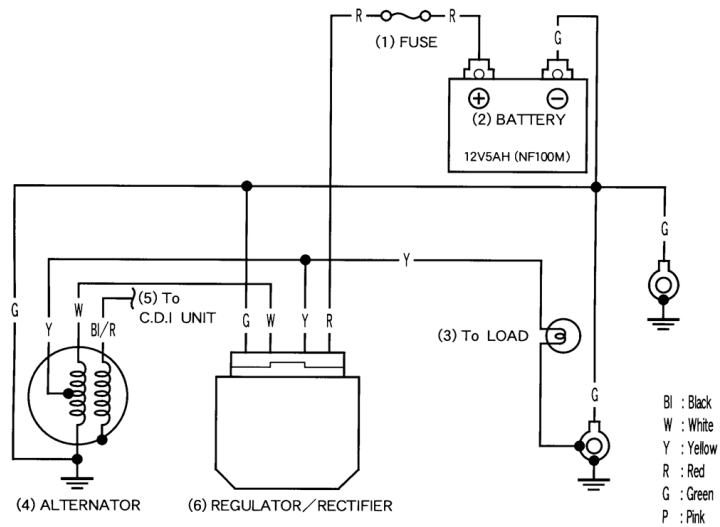 R
R
(1) FUSE
G
(2) BATTERY
12V5AH (NF100M)
G
Y
G
Y
W
Bl/R
(5) To
C.D.I UNIT
G
W
Y
R
(3) To LOAD
G
Bl : Black
W : White
Y : Yellow
R : Red
G : Green
P : Pink
(4) ALTERNATOR
(6) REGULATOR/RECTIFIER